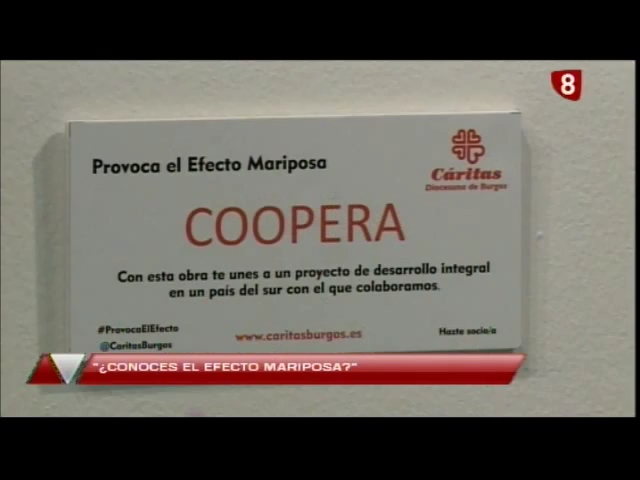 8
Provoca el Efecto Mariposa
Cáritas
Diocesana de Burgos
COOPERA
Con esta obra te unes a un proyecto de desarrollo integral
en un país del sur con el que colaboramos.
#ProvocaElEfecto
@CaritasBurgos
www.caritasburgos.es
Hazte socio/a
"¿CONOCES EL EFECTO MARIPOSA?"